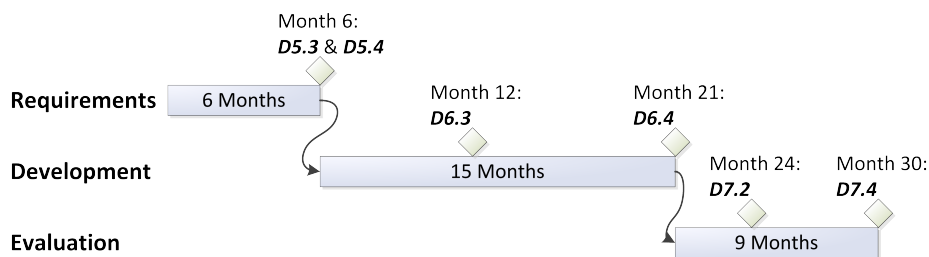 Month 6:
D5.3 & D5.4
Requirements
6 Months
Month 12:
D6.3
Month 21:
D6.4
Development
15 Months
Month 24:
D7.2
Month 30:
D7.4
Evaluation
9 Months